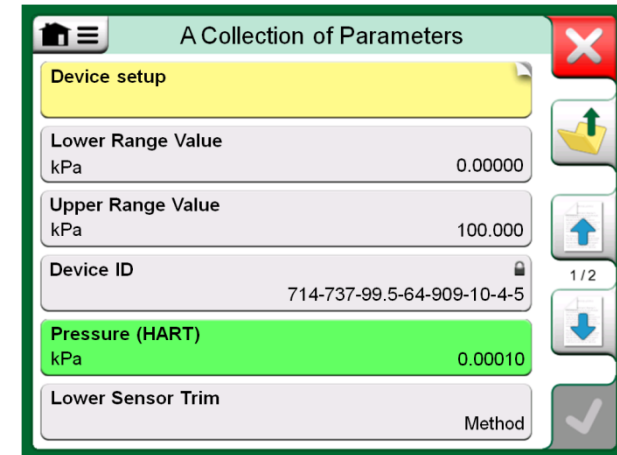 A Collection of Parameters
Device setup
Lower Range Value
kPa 0.00000
Upper Range Value
kPa 100.000
Device ID
714-737-99.5-64-909-10-4-5
1/2
Pressure (HART)
kPa 0.00010
Lower Sensor Trim
Method